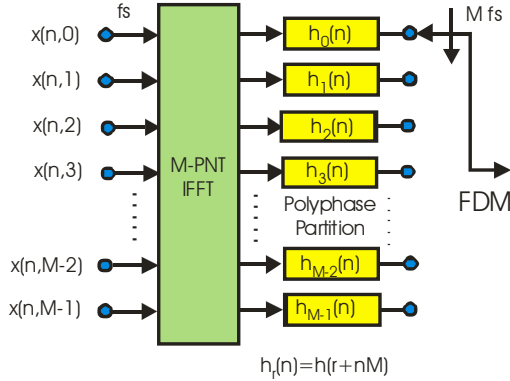 fs
M fs
x(n,0)
h0(n)
x(n,1)
h1(n)
x(n,2)
h2(n)
x(n,3)
M-PNT
IFFT
h3(n)
FDM
Polyphase
Partition
x(n,M-2)
hM-2(n)
x(n,M-1)
hM-1(n)
hr(n)=h(r+nM)